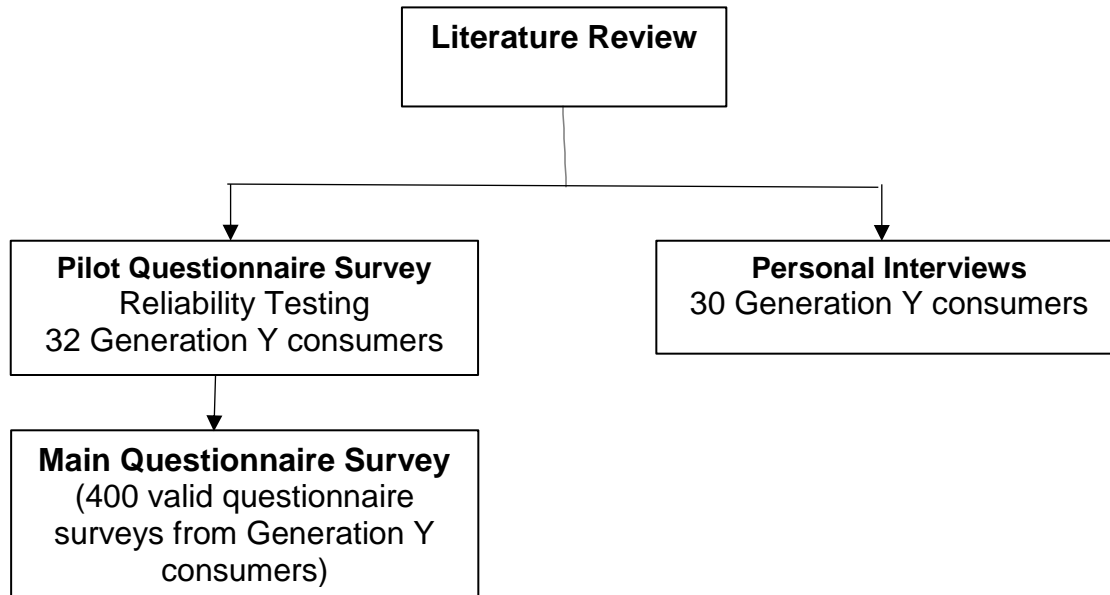 Literature Review
Pilot Questionnaire Survey
Reliability Testing
32 Generation Y consumers
Personal Interviews
30 Generation Y consumers
Main Questionnaire Survey
(400 valid questionnaire
surveys from Generation Y
consumers)